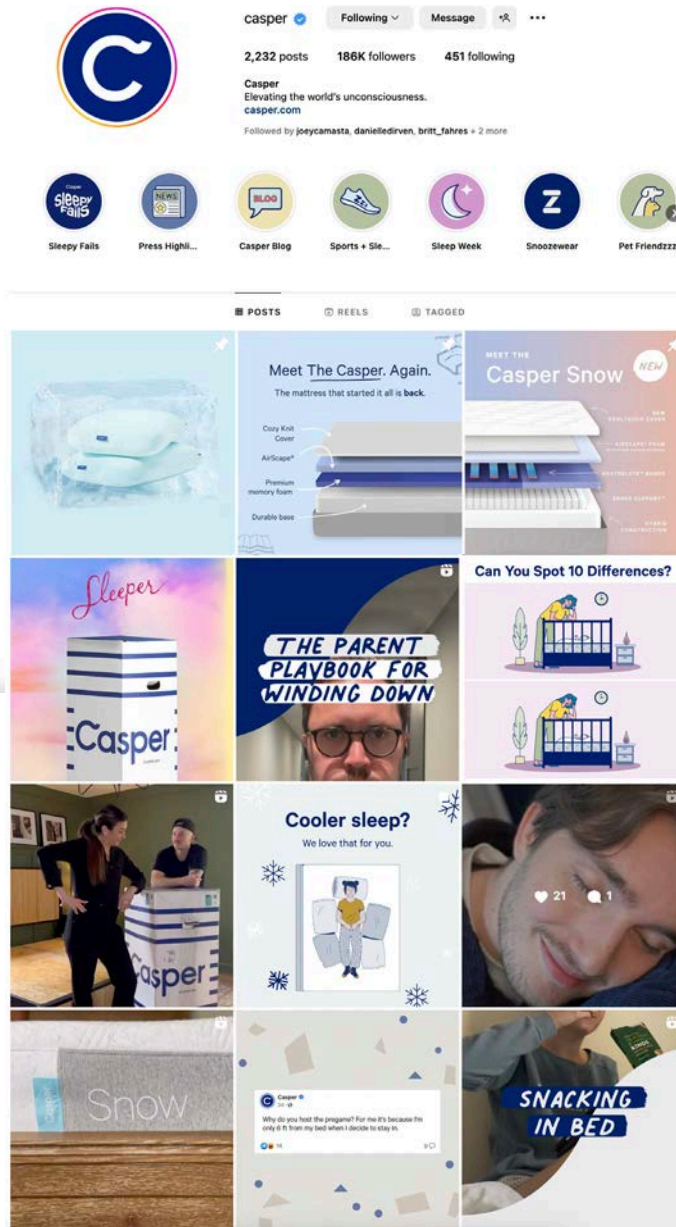 casper
Following
Message
2,232 posts 186K followers 451 following
Casper
Elevating the world's unconsciousness.
casper.com
Followed by joeycamasta, danielledirven, britt_fahres + 2 more
Casper
Sleepy
Fails
NEWS
BLOG
ZZZ
Z
Sleepy Fails
Press Highli...
Casper Blog
Sports + Sle...
Sleep Week
Snoozewear
Pet Friendzzz
POSTS
REELS
TAGGED
Meet The Casper. Again.
The mattress that started it all is back.
Cozy Knit
Cover
AirScape®
Premium
memory foam
Durable base
MEET THE
Casper Snow
NEW
AIRSCAPE™ FOAM
HYBRID
CONSTRUCTION
Sleeper
Casper
THE PARENT
PLAYBOOK FOR
WINDING DOWN
Can You Spot 10 Differences?
Casper
Cooler sleep?
We love that for you.
21
1
Casper
Snow
Casper
Why do you host the pregame? For me it's because I'm
only 6 ft from my bed when I decide to stay in.
SNACKING
IN BED